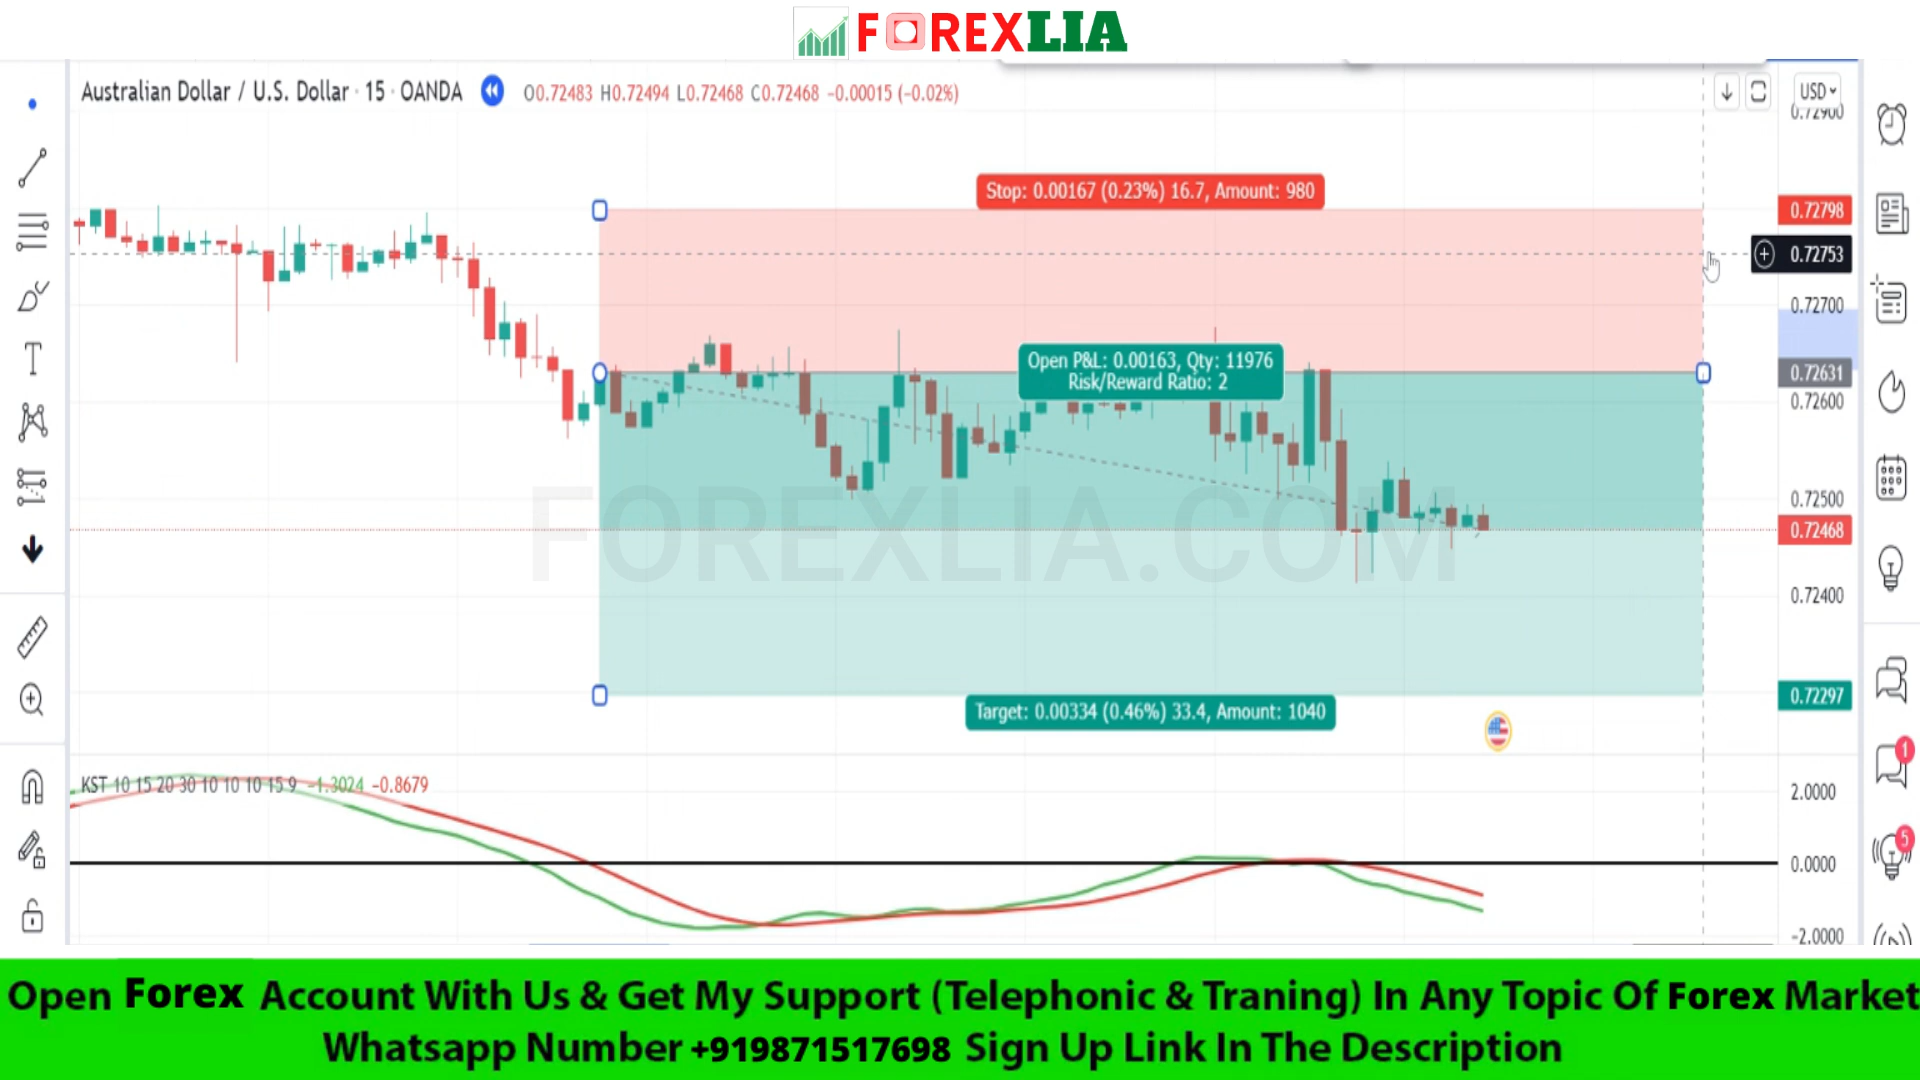 FOREXLIA
Australian Dollar / U.S. Dollar · 15 · OANDA O0.72483 H0.72494 L0.72468 C0.72468 −0.00015 (−0.02%)
USD
0.72900
Stop: 0.00167 (0.23%) 16.7, Amount: 980
0.72798
0.72753
0.72700
Open P&L: 0.00163, Qty: 11976
Risk/Reward Ratio: 2
0.72631
0.72600
0.72500
FOREXLIA.COM
0.72468
0.72400
0.72297
Target: 0.00334 (0.46%) 33.4, Amount: 1040
1
KST 10 15 20 30 10 10 10 15 9 −1.3024 −0.8679
2.0000
5
0.0000
−2.0000
Open Forex Account With Us & Get My Support (Telephonic & Traning) In Any Topic Of Forex Market
Whatsapp Number +919871517698 Sign Up Link In The Description